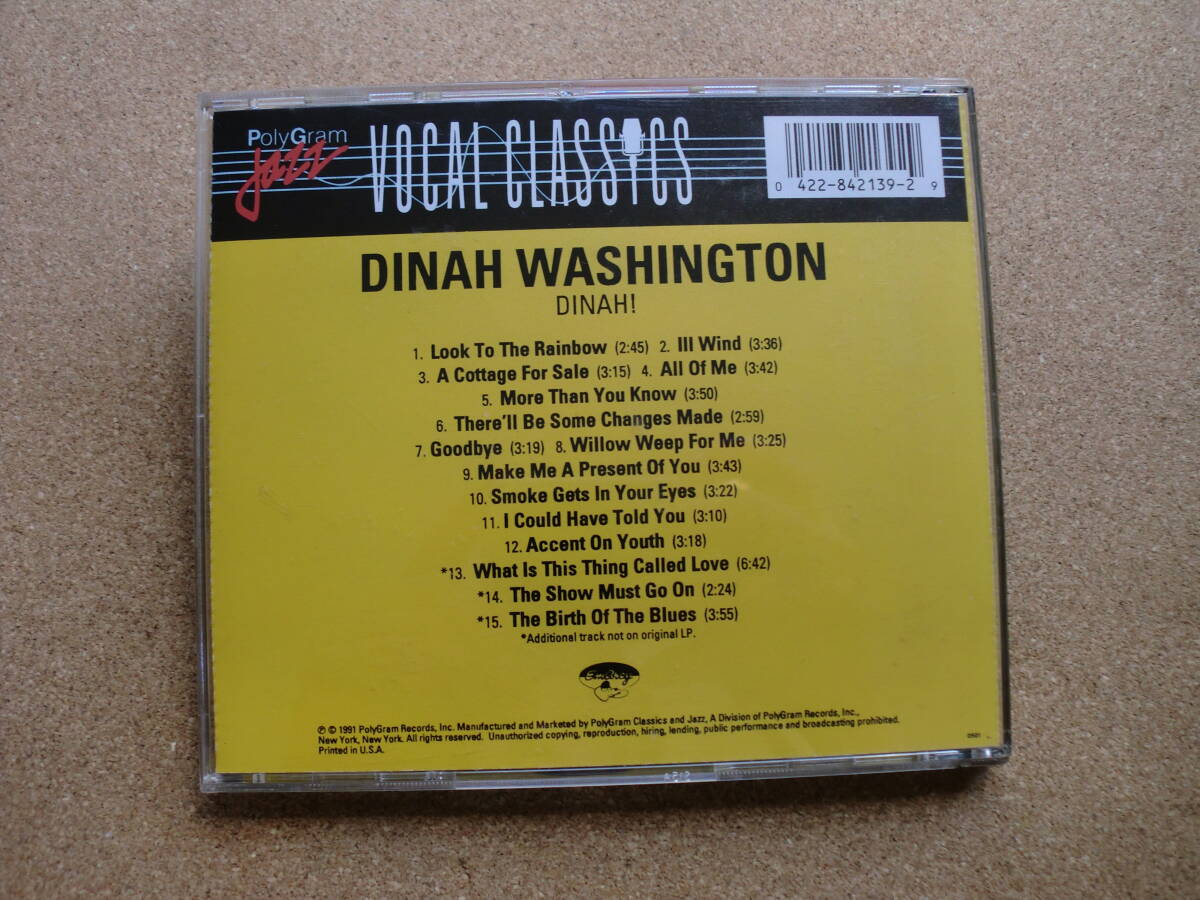 PolyGram
jazz
VOCAL CLASSICS
0 422-842139-2 9
DINAH WASHINGTON
DINAH!
1. Look To The Rainbow (2:45) 2. Ill Wind (3:36)
3. A Cottage For Sale (3:15) 4. All Of Me (3:42)
5. More Than You Know (3:50)
6. There'll Be Some Changes Made (2:59)
7. Goodbye (3:19) 8. Willow Weep For Me (3:25)
9. Make Me A Present Of You (3:43)
10. Smoke Gets In Your Eyes (3:22)
11. I Could Have Told You (3:10)
12. Accent On Youth (3:18)
*13. What Is This Thing Called Love (6:42)
*14. The Show Must Go On (2:24)
*15. The Birth Of The Blues (3:55)
*Additional track not on original LP.
EmArcy
℗ © 1991 PolyGram Records, Inc. Manufactured and Marketed by PolyGram Classics and Jazz, A Division of PolyGram Records, Inc.,
New York, New York. All rights reserved. Unauthorized copying, reproduction, hiring, lending, public performance and broadcasting prohibited.
Printed in U.S.A.